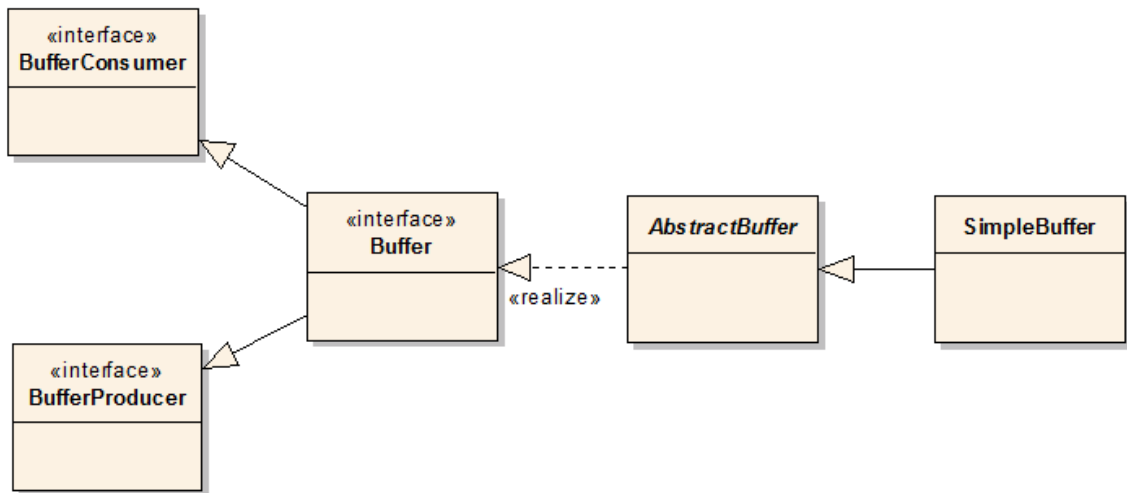 «interface»
BufferConsumer
«interface»
Buffer
«realize»
AbstractBuffer
SimpleBuffer
«interface»
BufferProducer